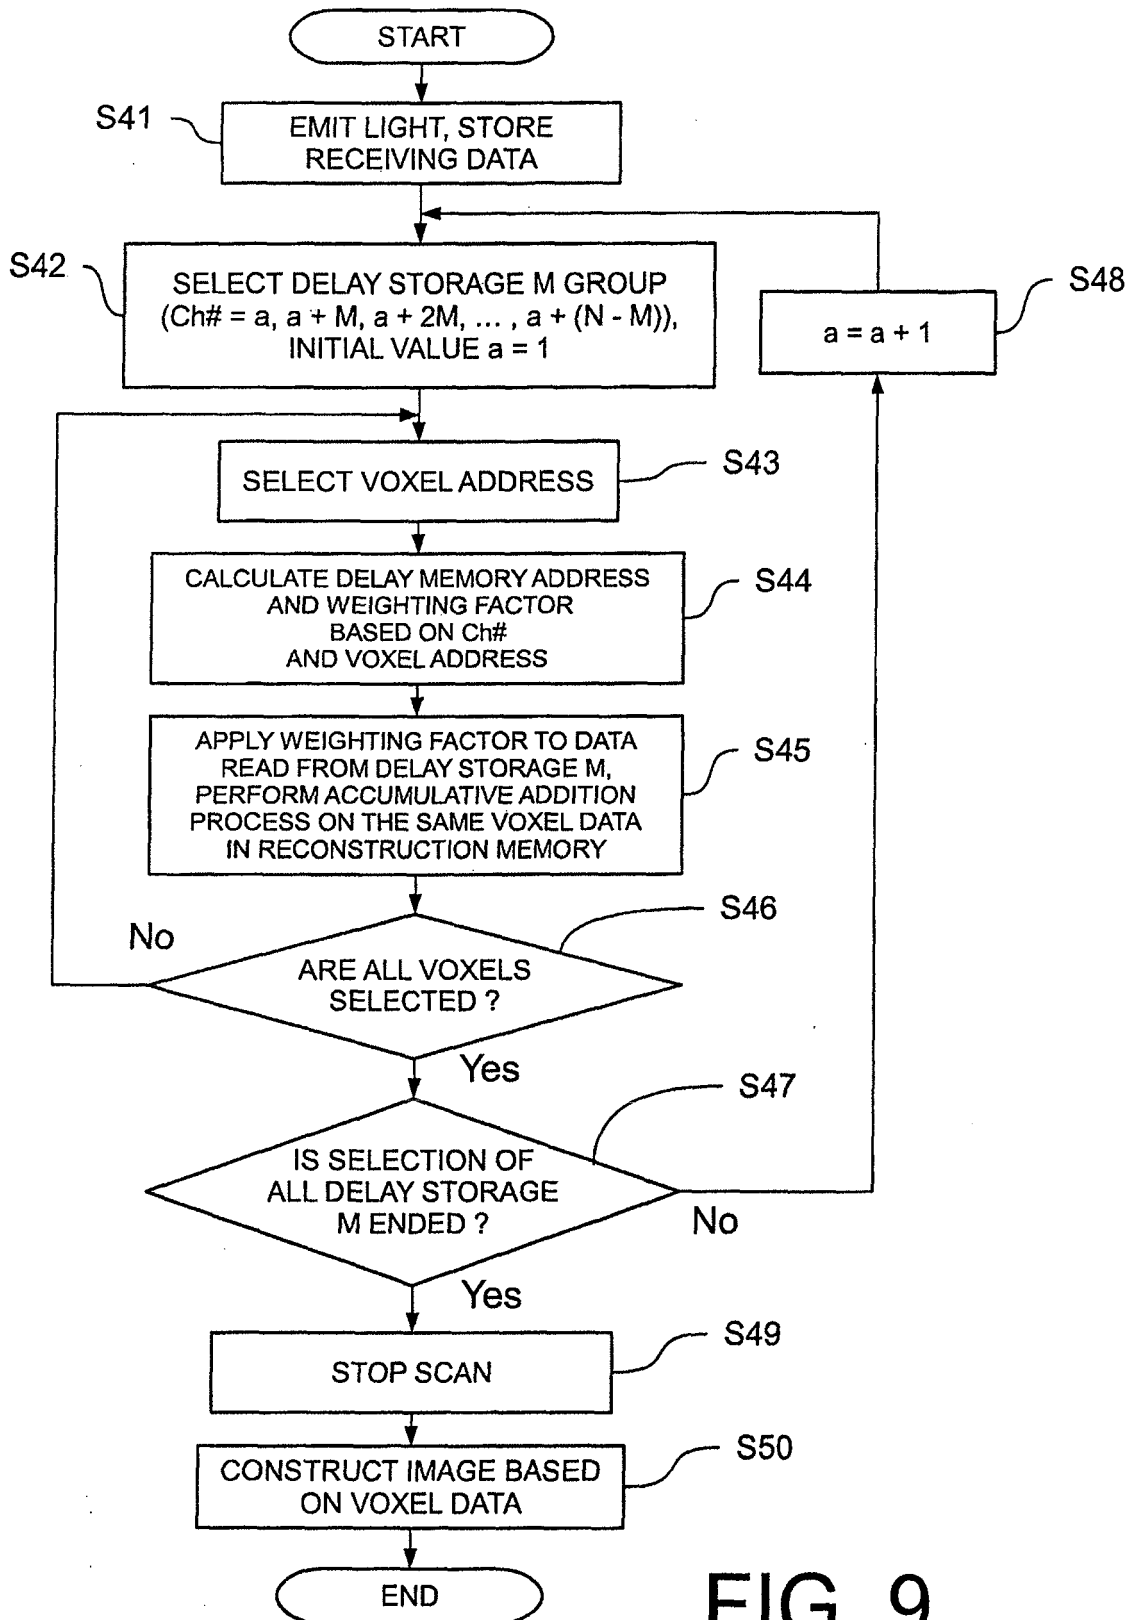 START
S41
EMIT LIGHT, STORE
RECEIVING DATA
S42
SELECT DELAY STORAGE M GROUP
(Ch# = a, a + M, a + 2M, ... , a + (N - M)),
INITIAL VALUE a = 1
S48
a = a + 1
SELECT VOXEL ADDRESS
S43
CALCULATE DELAY MEMORY ADDRESS
AND WEIGHTING FACTOR
BASED ON Ch#
AND VOXEL ADDRESS
S44
APPLY WEIGHTING FACTOR TO DATA
READ FROM DELAY STORAGE M,
PERFORM ACCUMULATIVE ADDITION
PROCESS ON THE SAME VOXEL DATA
IN RECONSTRUCTION MEMORY
S45
S46
No
ARE ALL VOXELS
SELECTED ?
Yes
S47
IS SELECTION OF
ALL DELAY STORAGE
M ENDED ?
No
Yes
S49
STOP SCAN
S50
CONSTRUCT IMAGE BASED
ON VOXEL DATA
END
FIG. 9